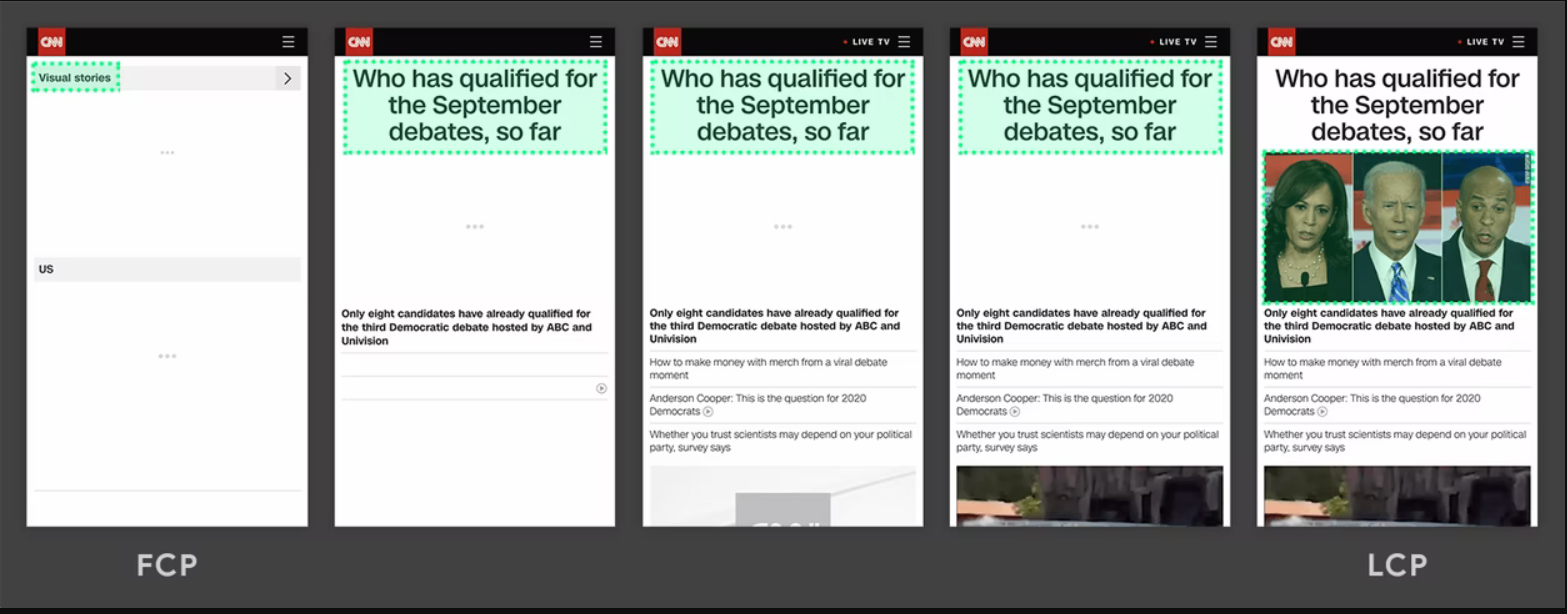 CNN
Visual stories
US
FCP
CNN
Who has qualified for
the September
debates, so far
Only eight candidates have already qualified for
the third Democratic debate hosted by ABC and
Univision
CNN
LIVE TV
Who has qualified for
the September
debates, so far
Only eight candidates have already qualified for
the third Democratic debate hosted by ABC and
Univision
How to make money with merch from a viral debate
moment
Anderson Cooper: This is the question for 2020
Democrats
Whether you trust scientists may depend on your political
party, survey says
CNN
LIVE TV
Who has qualified for
the September
debates, so far
Only eight candidates have already qualified for
the third Democratic debate hosted by ABC and
Univision
How to make money with merch from a viral debate
moment
Anderson Cooper: This is the question for 2020
Democrats
Whether you trust scientists may depend on your political
party, survey says
CNN
LIVE TV
Who has qualified for
the September
debates, so far
Only eight candidates have already qualified for
the third Democratic debate hosted by ABC and
Univision
How to make money with merch from a viral debate
moment
Anderson Cooper: This is the question for 2020
Democrats
Whether you trust scientists may depend on your political
party, survey says
LCP